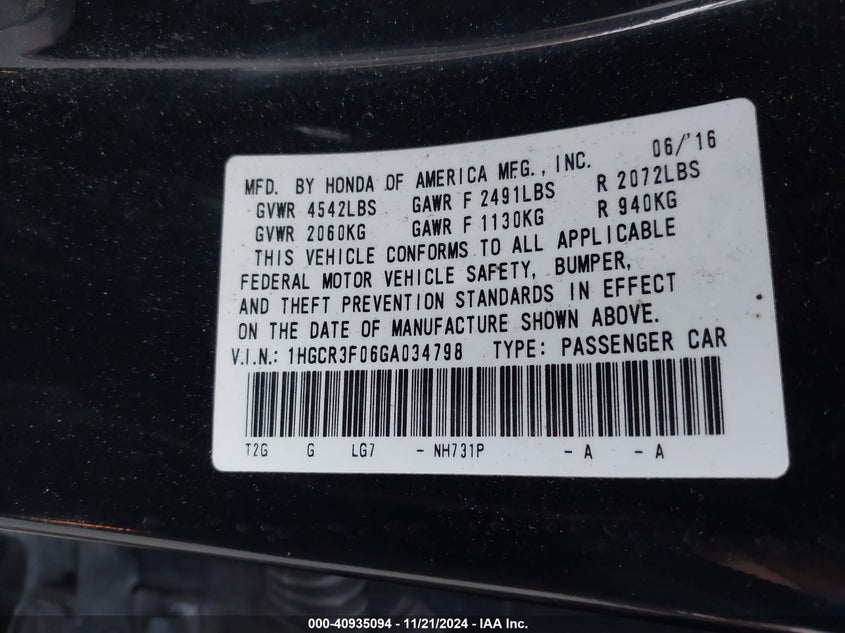 MFD. BY HONDA OF AMERICA MFG., INC. 06/'16
GVWR 4542LBS GAWR F 2491LBS R 2072LBS
GVWR 2060KG GAWR F 1130KG R 940KG
THIS VEHICLE CONFORMS TO ALL APPLICABLE
FEDERAL MOTOR VEHICLE SAFETY, BUMPER,
AND THEFT PREVENTION STANDARDS IN EFFECT
ON THE DATE OF MANUFACTURE SHOWN ABOVE.
V.I.N.: 1HGCR3F06GA034798 TYPE: PASSENGER CAR
T2G G LG7 - NH731P - A - A
000-40935094 - 11/21/2024 - IAA Inc.